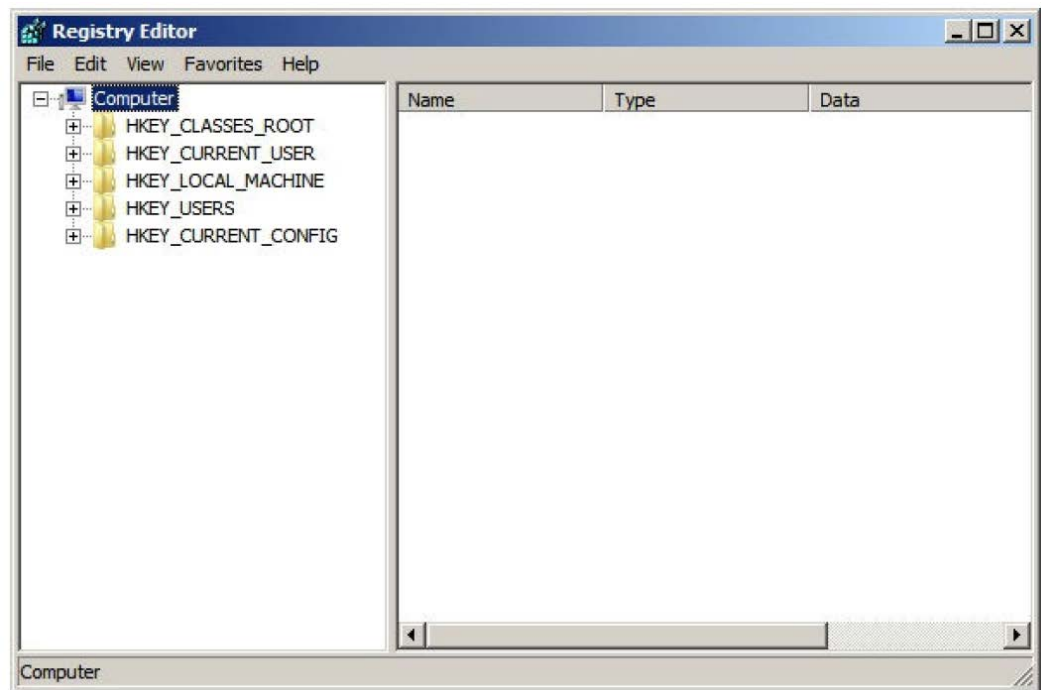 Registry Editor
File Edit View Favorites Help
Computer
HKEY_CLASSES_ROOT
HKEY_CURRENT_USER
HKEY_LOCAL_MACHINE
HKEY_USERS
HKEY_CURRENT_CONFIG
Name Type Data
Computer